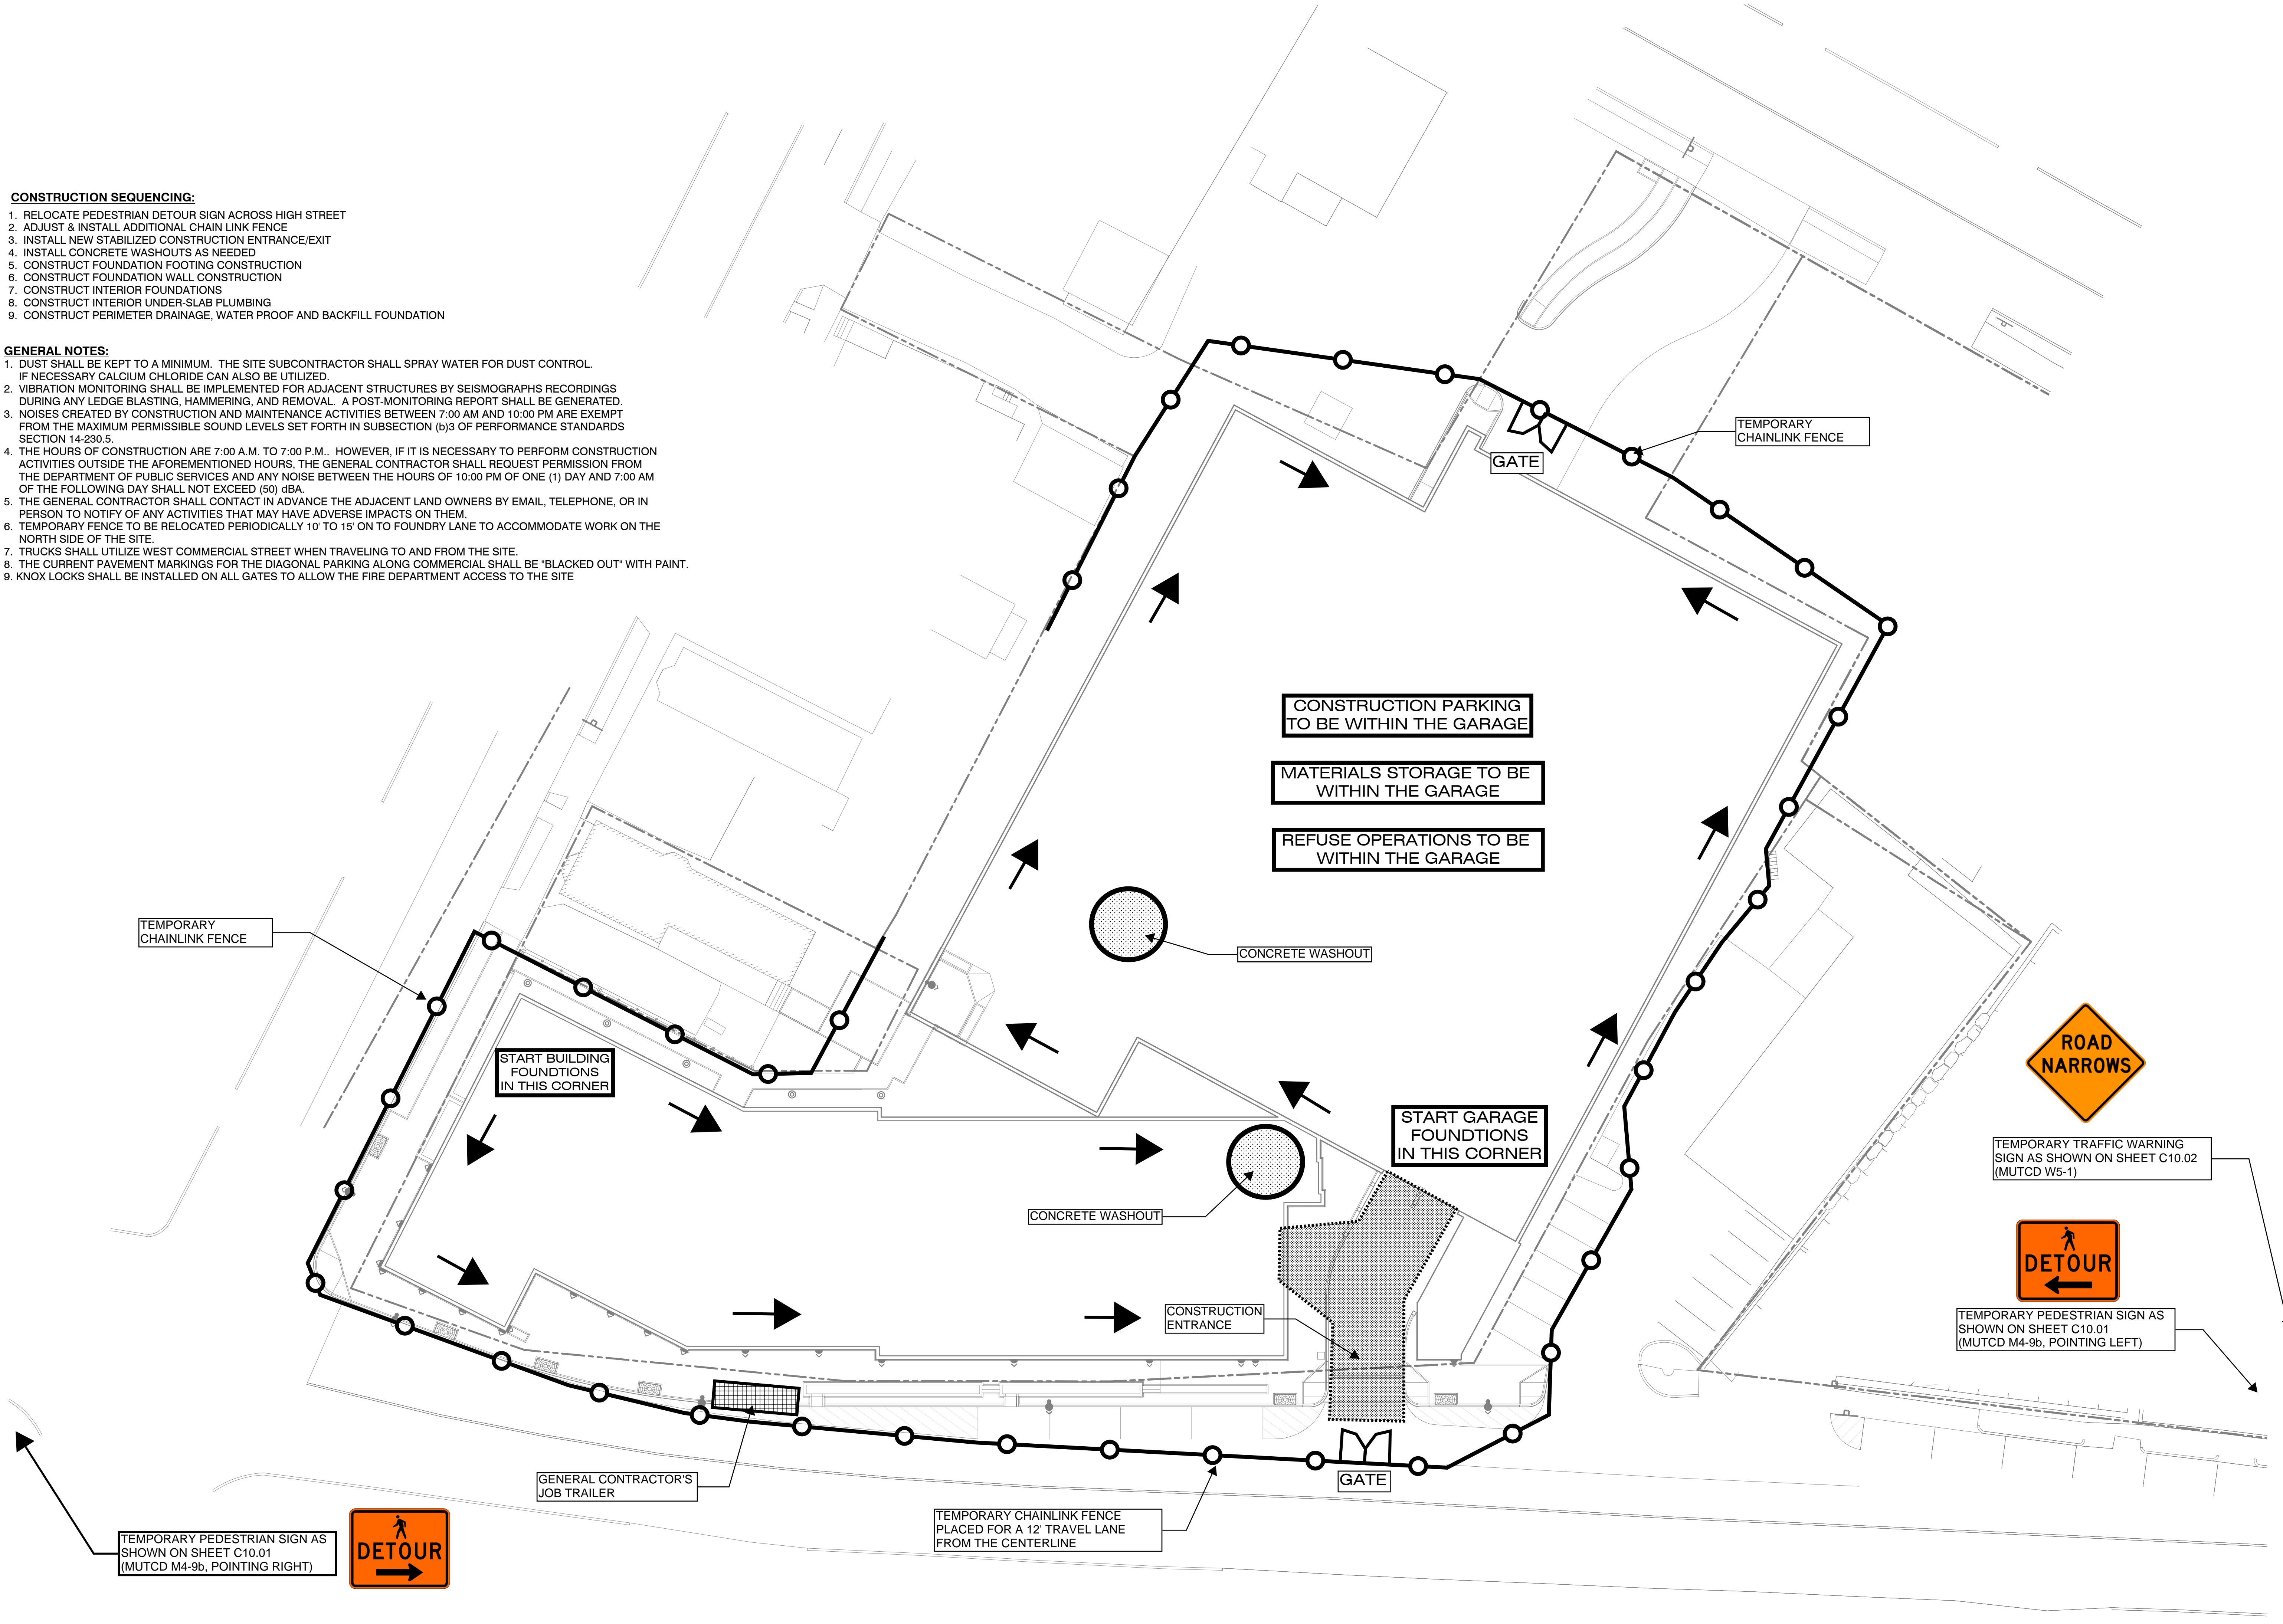 CONSTRUCTION SEQUENCING:
1. RELOCATE PEDESTRIAN DETOUR SIGN ACROSS HIGH STREET
2. ADJUST & INSTALL ADDITIONAL CHAIN LINK FENCE
3. INSTALL NEW STABILIZED CONSTRUCTION ENTRANCE/EXIT
4. INSTALL CONCRETE WASHOUTS AS NEEDED
5. CONSTRUCT FOUNDATION FOOTING CONSTRUCTION
6. CONSTRUCT FOUNDATION WALL CONSTRUCTION
7. CONSTRUCT INTERIOR FOUNDATIONS
8. CONSTRUCT INTERIOR UNDER-SLAB PLUMBING
9. CONSTRUCT PERIMETER DRAINAGE, WATER PROOF AND BACKFILL FOUNDATION
GENERAL NOTES:
1. DUST SHALL BE KEPT TO A MINIMUM. THE SITE SUBCONTRACTOR SHALL SPRAY WATER FOR DUST CONTROL.
IF NECESSARY CALCIUM CHLORIDE CAN ALSO BE UTILIZED.
2. VIBRATION MONITORING SHALL BE IMPLEMENTED FOR ADJACENT STRUCTURES BY SEISMOGRAPHS RECORDINGS
DURING ANY LEDGE BLASTING, HAMMERING, AND REMOVAL. A POST-MONITORING REPORT SHALL BE GENERATED.
3. NOISES CREATED BY CONSTRUCTION AND MAINTENANCE ACTIVITIES BETWEEN 7:00 AM AND 10:00 PM ARE EXEMPT
FROM THE MAXIMUM PERMISSIBLE SOUND LEVELS SET FORTH IN SUBSECTION (b)3 OF PERFORMANCE STANDARDS
SECTION 14-230.5.
4. THE HOURS OF CONSTRUCTION ARE 7:00 A.M. TO 7:00 P.M.. HOWEVER, IF IT IS NECESSARY TO PERFORM CONSTRUCTION
ACTIVITIES OUTSIDE THE AFOREMENTIONED HOURS, THE GENERAL CONTRACTOR SHALL REQUEST PERMISSION FROM
THE DEPARTMENT OF PUBLIC SERVICES AND ANY NOISE BETWEEN THE HOURS OF 10:00 PM OF ONE (1) DAY AND 7:00 AM
OF THE FOLLOWING DAY SHALL NOT EXCEED (50) dBA.
5. THE GENERAL CONTRACTOR SHALL CONTACT IN ADVANCE THE ADJACENT LAND OWNERS BY EMAIL, TELEPHONE, OR IN
PERSON TO NOTIFY OF ANY ACTIVITIES THAT MAY HAVE ADVERSE IMPACTS ON THEM.
6. TEMPORARY FENCE TO BE RELOCATED PERIODICALLY 10' TO 15' ON TO FOUNDRY LANE TO ACCOMMODATE WORK ON THE
NORTH SIDE OF THE SITE.
7. TRUCKS SHALL UTILIZE WEST COMMERCIAL STREET WHEN TRAVELING TO AND FROM THE SITE.
8. THE CURRENT PAVEMENT MARKINGS FOR THE DIAGONAL PARKING ALONG COMMERCIAL SHALL BE "BLACKED OUT" WITH PAINT.
9. KNOX LOCKS SHALL BE INSTALLED ON ALL GATES TO ALLOW THE FIRE DEPARTMENT ACCESS TO THE SITE
TEMPORARY
CHAINLINK FENCE
GATE
CONSTRUCTION PARKING
TO BE WITHIN THE GARAGE
MATERIALS STORAGE TO BE
WITHIN THE GARAGE
REFUSE OPERATIONS TO BE
WITHIN THE GARAGE
TEMPORARY
CHAINLINK FENCE
CONCRETE WASHOUT
START BUILDING
FOUNDTIONS
IN THIS CORNER
START GARAGE
FOUNDTIONS
IN THIS CORNER
CONCRETE WASHOUT
ROAD
NARROWS
TEMPORARY TRAFFIC WARNING
SIGN AS SHOWN ON SHEET C10.02
(MUTCD W5-1)
DETOUR
TEMPORARY PEDESTRIAN SIGN AS
SHOWN ON SHEET C10.01
(MUTCD M4-9b, POINTING LEFT)
CONSTRUCTION
ENTRANCE
GENERAL CONTRACTOR'S
JOB TRAILER
GATE
TEMPORARY CHAINLINK FENCE
PLACED FOR A 12' TRAVEL LANE
FROM THE CENTERLINE
TEMPORARY PEDESTRIAN SIGN AS
SHOWN ON SHEET C10.01
(MUTCD M4-9b, POINTING RIGHT)
DETOUR